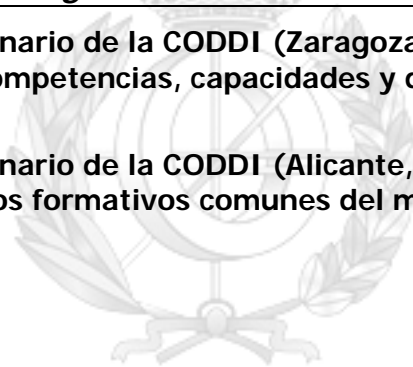 nario de la CODDI (Zaragoza
ompetencias, capacidades y
nario de la CODDI (Alicante,
os formativos comunes del m